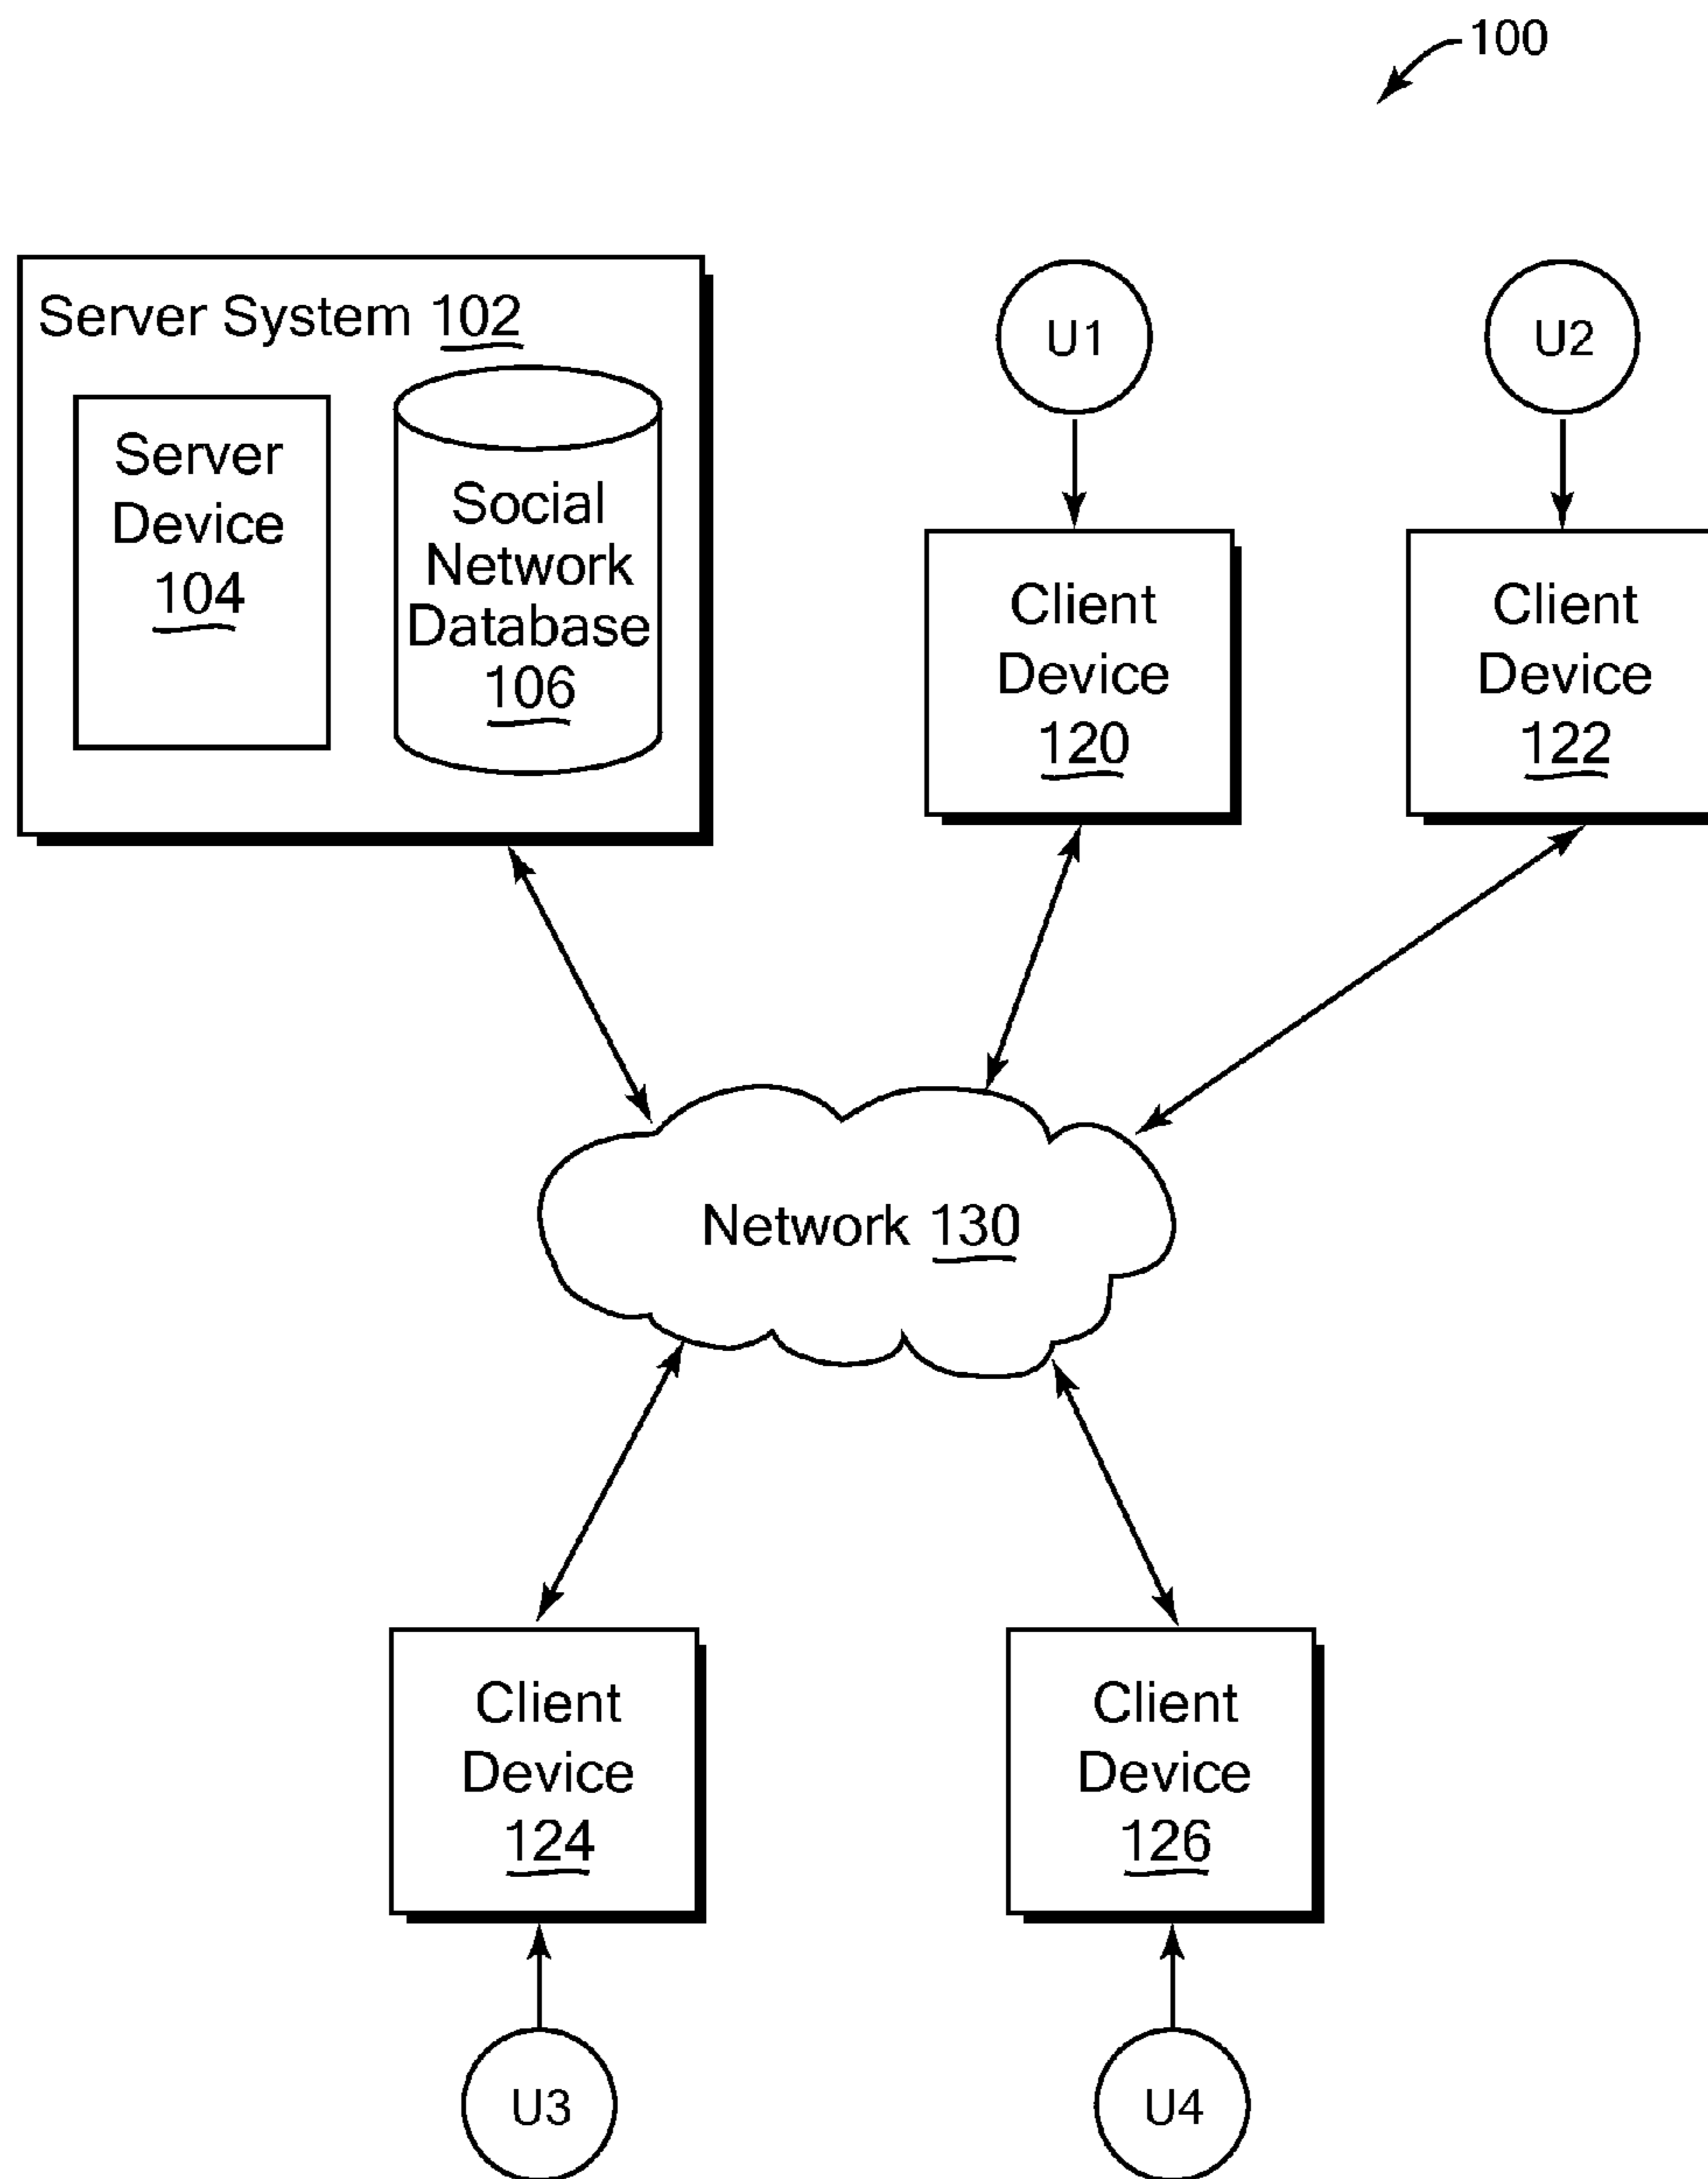 100
Server System 102
Server
Device
104
Social
Network
Database
106
U1
U2
Client
Device
120
Client
Device
122
Network 130
Client
Device
124
Client
Device
126
U3
U4